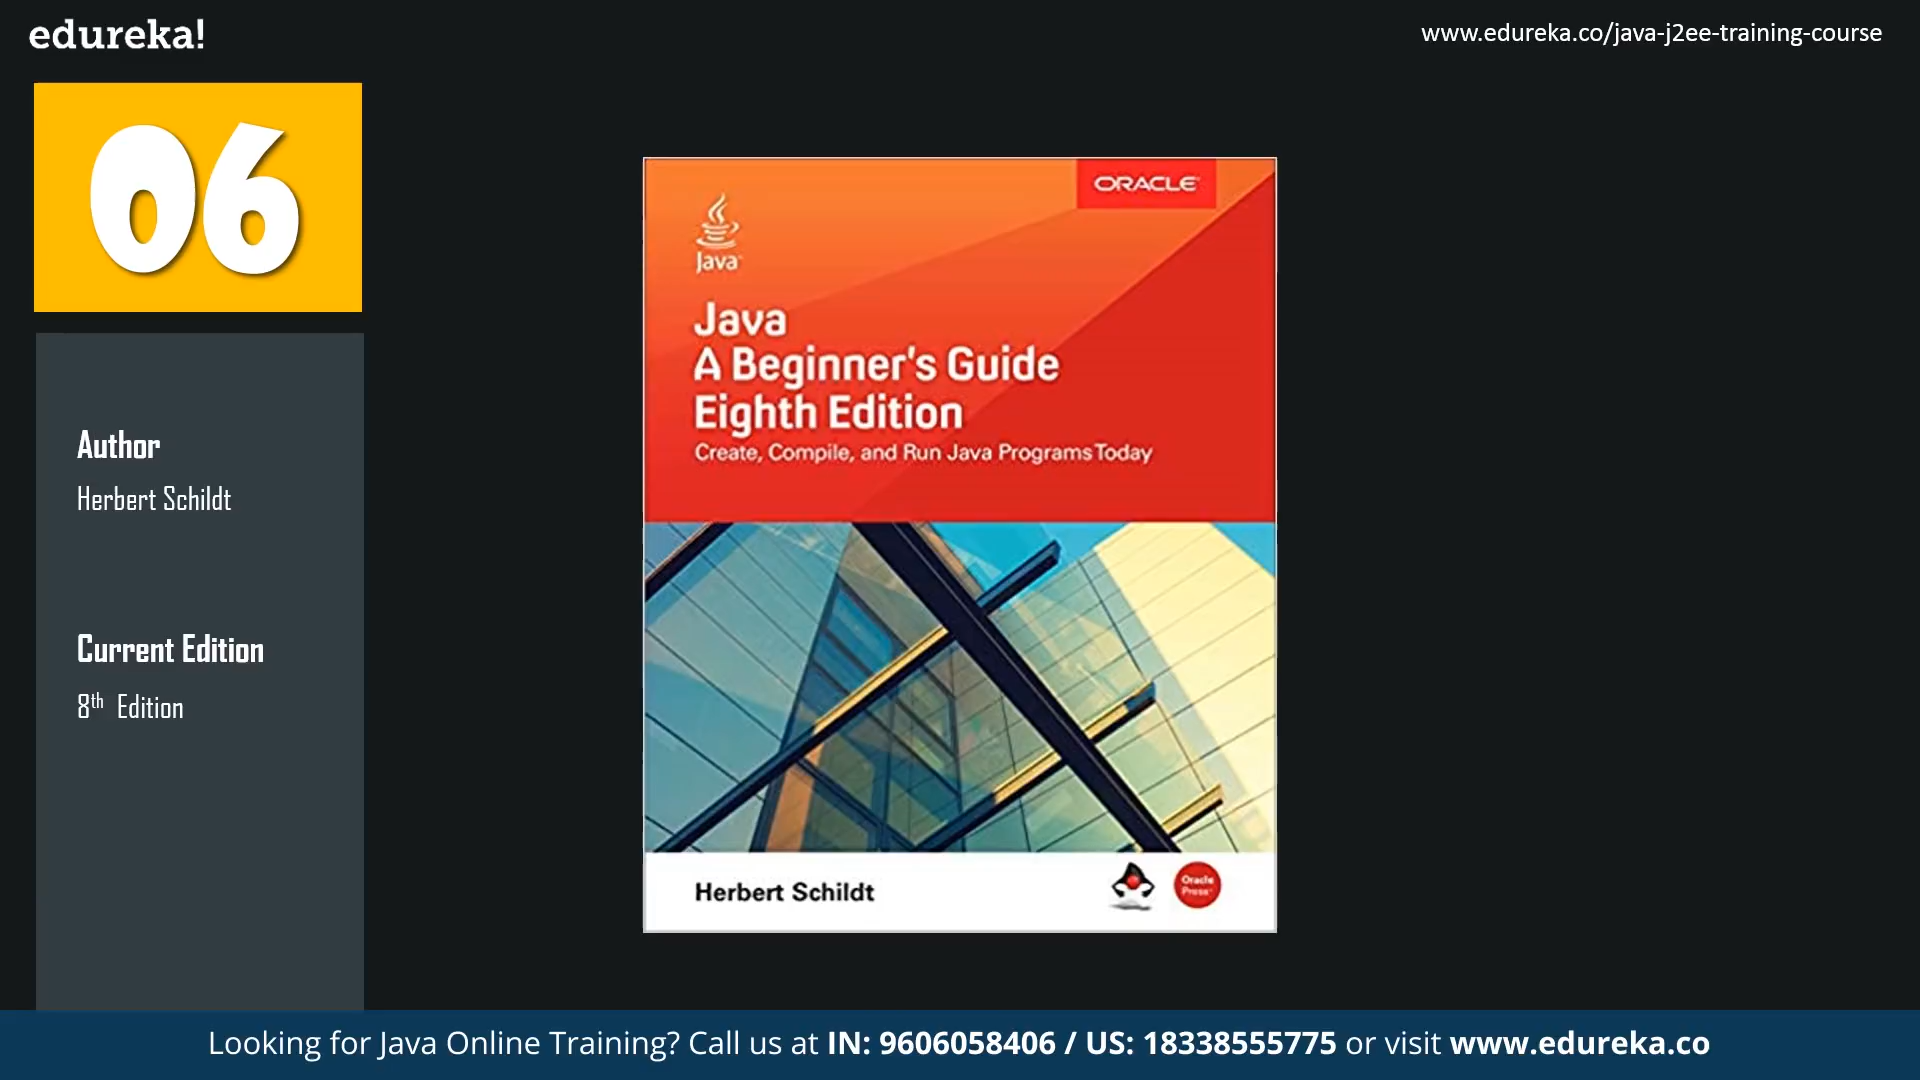 edureka!
www.edureka.co/java-j2ee-training-course
06
Author
Herbert Schildt
Current Edition
8th Edition
ORACLE
Java
Java
A Beginner's Guide
Eighth Edition
Create, Compile, and Run Java Programs Today
Herbert Schildt
Oracle
Press
Looking for Java Online Training? Call us at IN: 9606058406 / US: 18338555775 or visit www.edureka.co